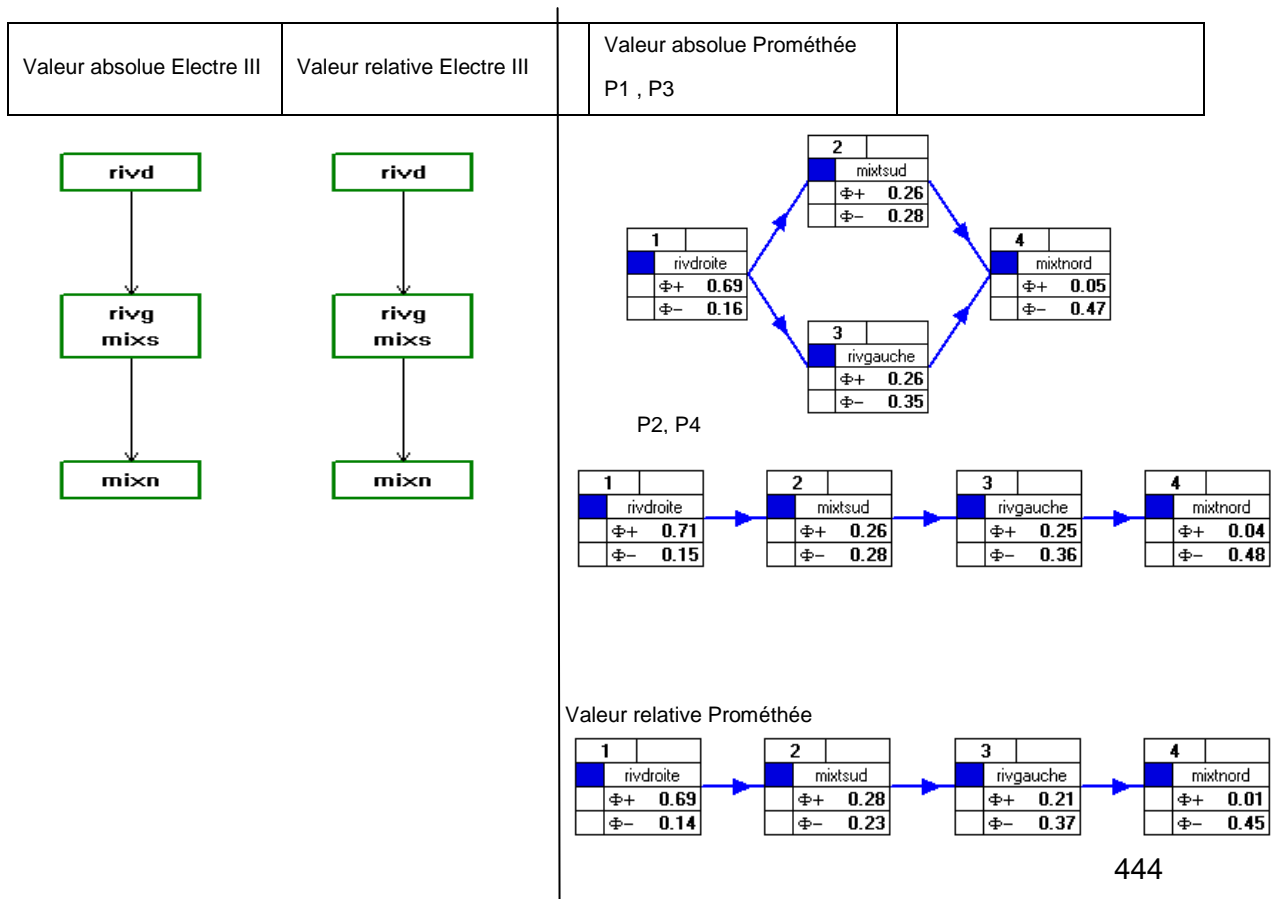 Valeur absolue Electre III
Valeur relative Electre III
Valeur absolue Prométhée
P1 , P3
rivd
rivg
mixs
mixn
rivd
rivg
mixs
mixn
1
rivdroite
Φ+ 0.69
Φ− 0.16
2
mixtsud
Φ+ 0.26
Φ− 0.28
3
rivgauche
Φ+ 0.26
Φ− 0.35
4
mixtnord
Φ+ 0.05
Φ− 0.47
P2, P4
1
rivdroite
Φ+ 0.71
Φ− 0.15
2
mixtsud
Φ+ 0.26
Φ− 0.28
3
rivgauche
Φ+ 0.25
Φ− 0.36
4
mixtnord
Φ+ 0.04
Φ− 0.48
Valeur relative Prométhée
1
rivdroite
Φ+ 0.69
Φ− 0.14
2
mixtsud
Φ+ 0.28
Φ− 0.23
3
rivgauche
Φ+ 0.21
Φ− 0.37
4
mixtnord
Φ+ 0.01
Φ− 0.45
444